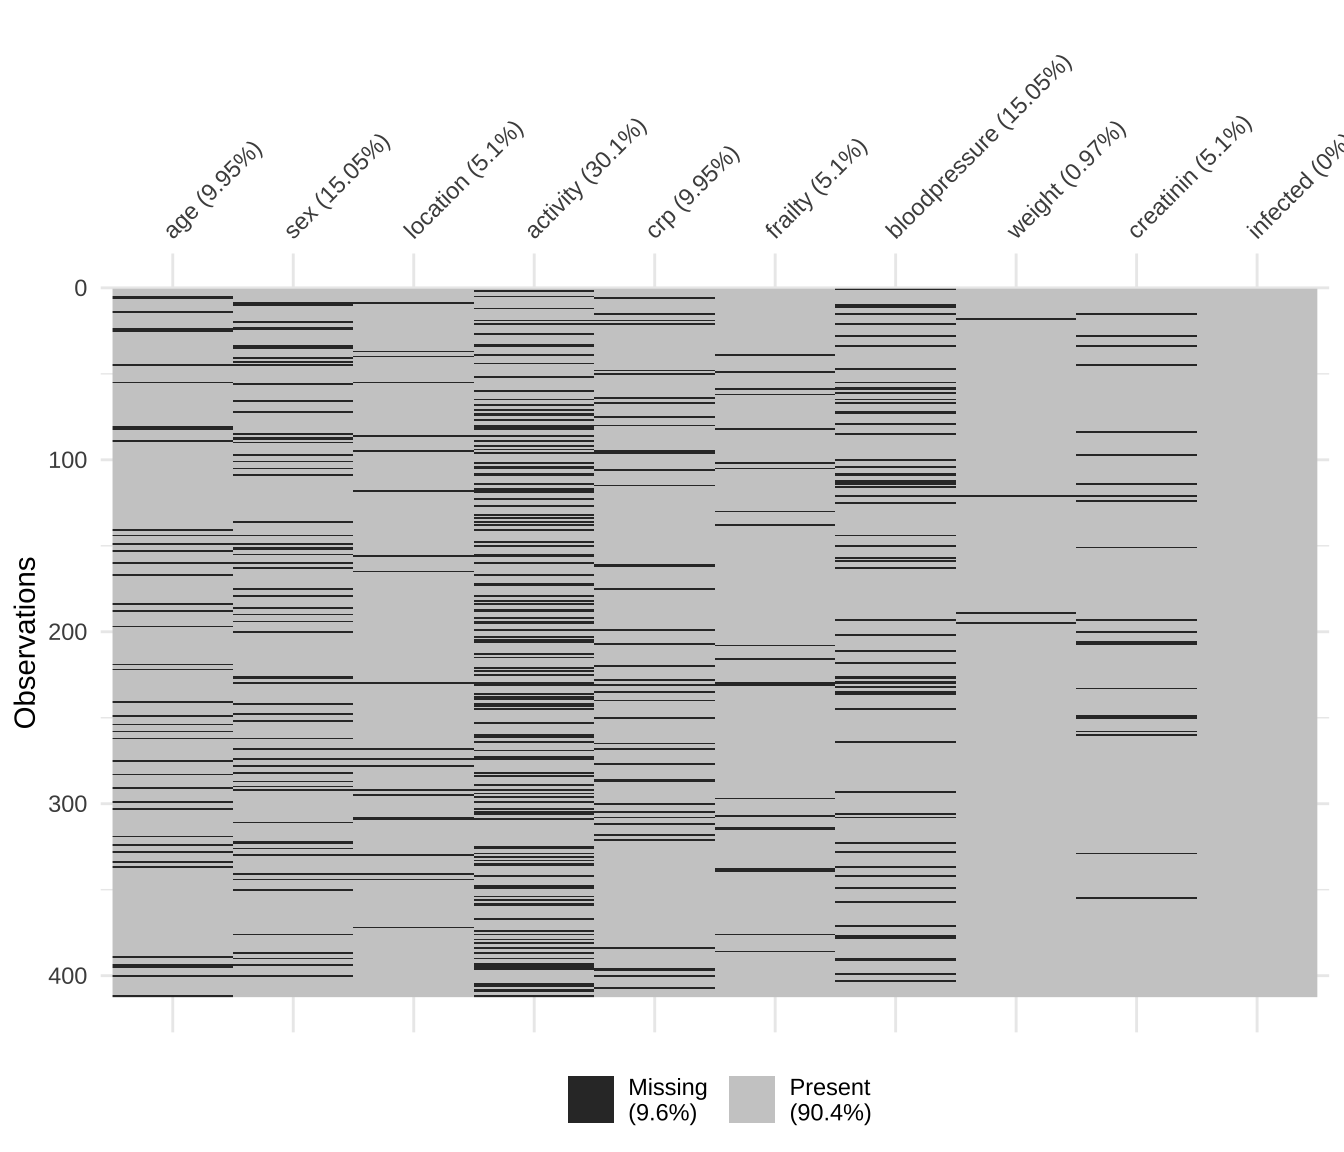 age (9.95%)
sex (15.05%)
location (5.1%)
activity (30.1%)
crp (9.95%)
frailty (5.1%)
bloodpressure (15.05%)
weight (0.97%)
creatinin (5.1%)
infected (0%
0
100
200
300
400
Observations
Missing
(9.6%)
Present
(90.4%)